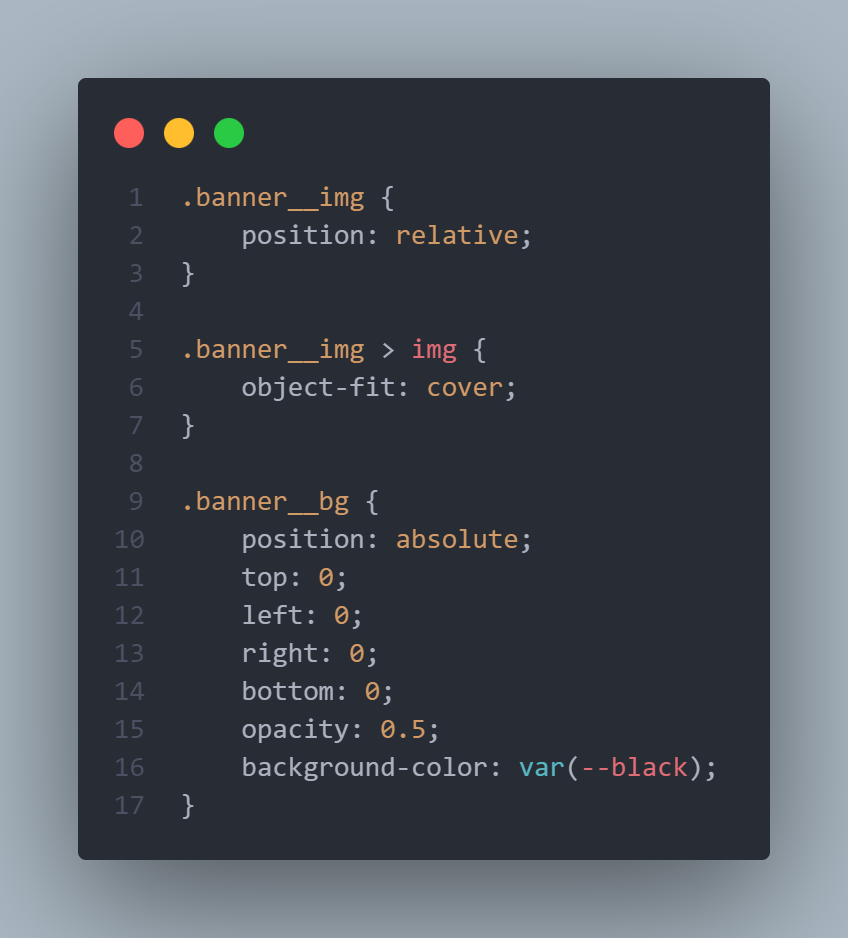 1 .banner__img {
2     position: relative;
3 }
4
5 .banner__img > img {
6     object-fit: cover;
7 }
8
9 .banner__bg {
10     position: absolute;
11     top: 0;
12     left: 0;
13     right: 0;
14     bottom: 0;
15     opacity: 0.5;
16     background-color: var(--black);
17 }